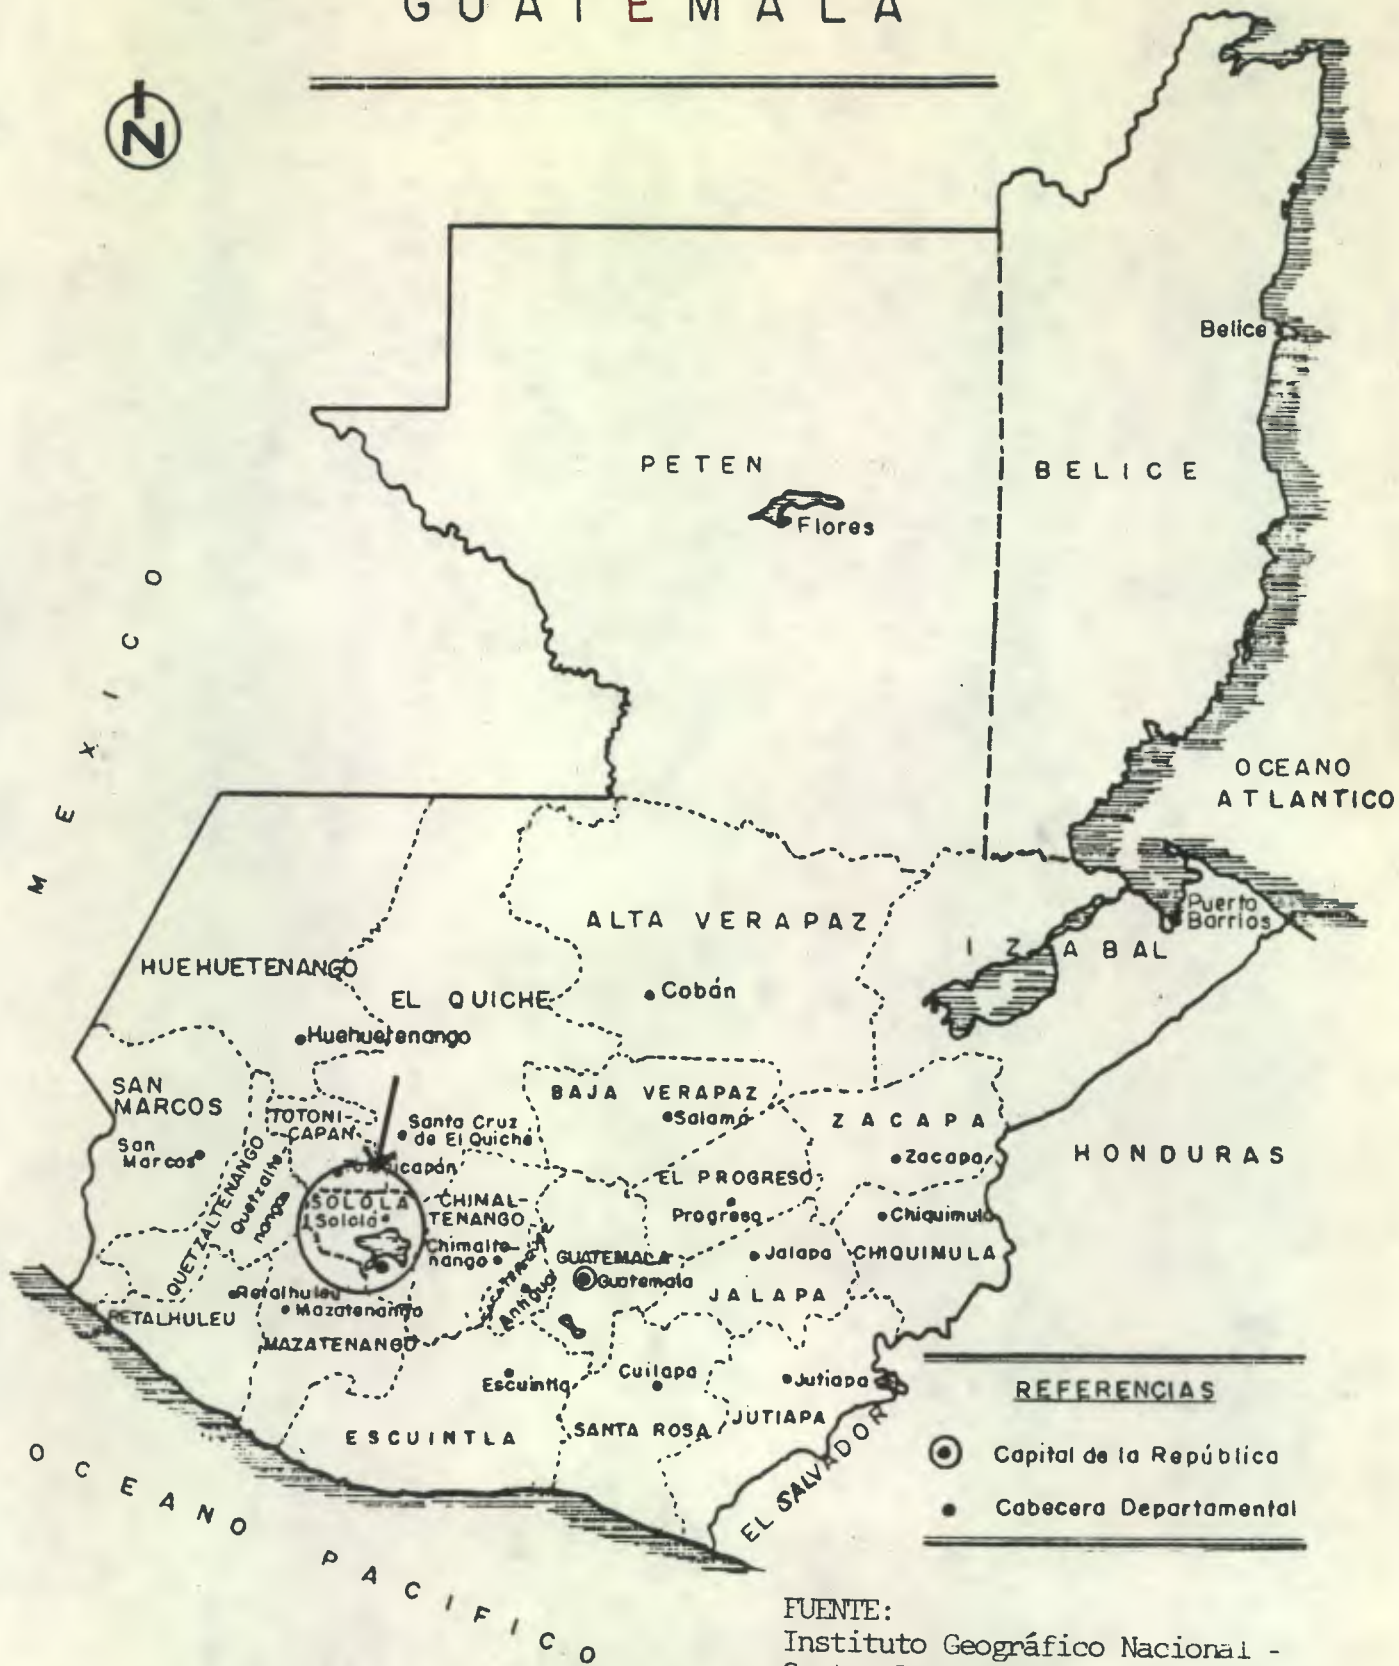 GUATEMALA
N
Belice
PETEN
BELICE
Flores
MEXICO
OCEANO
ATLANTICO
Puerto
Barrios
ALTA VERAPAZ
IZABAL
HUEHUETENANGO
EL QUICHE
Cobán
Huehuetenango
SAN
MARCOS
BAJA VERAPAZ
TOTONI-
CAPAN
Santa Cruz
de El Quiché
Salamá
ZACAPA
San
Marcos
Zacapa
HONDURAS
QUETZALTENANGO
Quetzalte
nango
EL PROGRESO
SOLOLA
Sololá
CHIMAL-
TENANGO
Progreso
Chiquimula
Chimalte-
nango
GUATEMALA
Guatemala
Jalapa
CHIQUIMULA
Antigua
JALAPA
Retalhuleu
Mazatenango
RETALHULEU
MAZATENANGO
Escuintla
Cuilapa
Jutiapa
ESCUINTLA
SANTA ROSA
JUTIAPA
EL SALVADOR
REFERENCIAS
Capital de la República
Cabecera Departamental
OCEANO PACIFICO
FUENTE:
Instituto Geográfico Nacional -